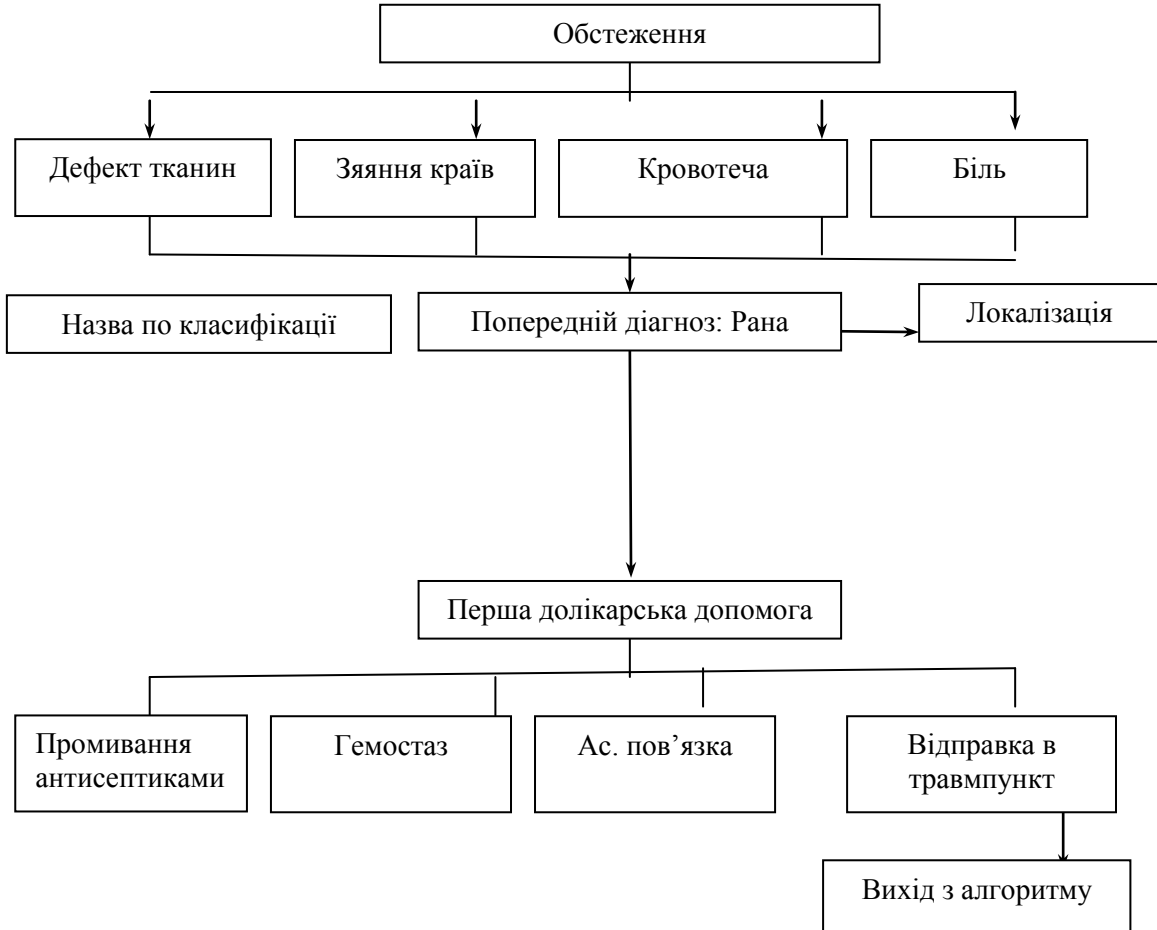 Обстеження
Дефект тканин
Зяяння країв
Кровотеча
Біль
Назва по класифікації
Попередній діагноз: Рана
Локалізація
Перша долікарська допомога
Промивання
антисептиками
Гемостаз
Ас. пов’язка
Відправка в
травмпункт
Вихід з алгоритму